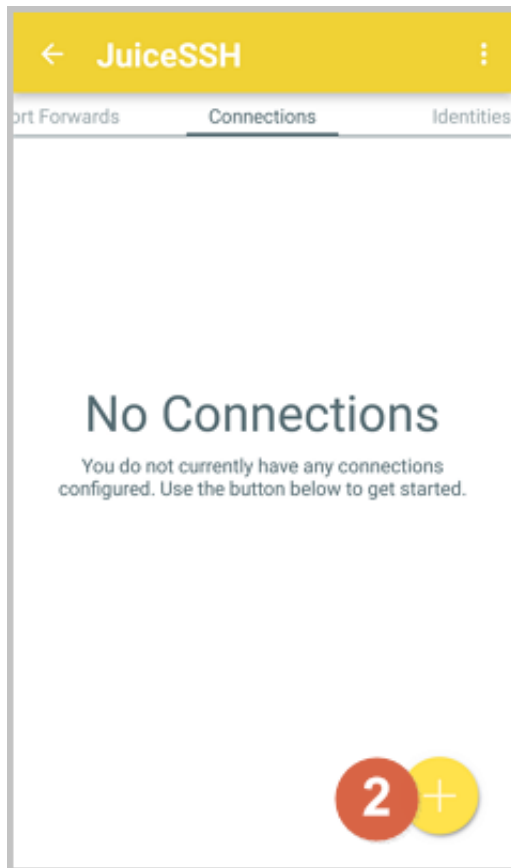 JuiceSSH
ort Forwards Connections Identities
No Connections
You do not currently have any connections
configured. Use the button below to get started.
2